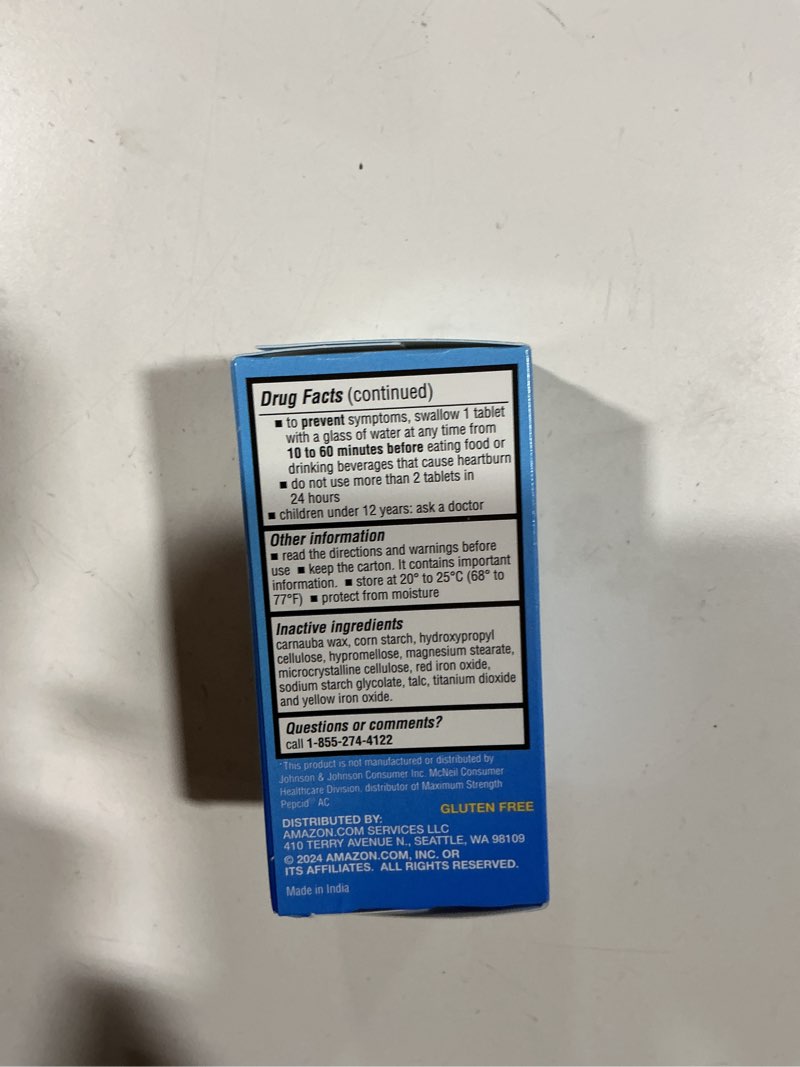 Drug Facts (continued)
■ to prevent symptoms, swallow 1 tablet
with a glass of water at any time from
10 to 60 minutes before eating food or
drinking beverages that cause heartburn
■ do not use more than 2 tablets in
24 hours
■ children under 12 years: ask a doctor
Other information
■ read the directions and warnings before
use ■ keep the carton. It contains important
information. ■ store at 20° to 25°C (68° to
77°F) ■ protect from moisture
Inactive ingredients
carnauba wax, corn starch, hydroxypropyl
cellulose, hypromellose, magnesium stearate,
microcrystalline cellulose, red iron oxide,
sodium starch glycolate, talc, titanium dioxide
and yellow iron oxide.
Questions or comments?
call 1-855-274-4122
*This product is not manufactured or distributed by
Johnson & Johnson Consumer Inc. McNeil Consumer
Healthcare Division, distributor of Maximum Strength
Pepcid AC
GLUTEN FREE
DISTRIBUTED BY:
AMAZON.COM SERVICES LLC
410 TERRY AVENUE N., SEATTLE, WA 98109
© 2024 AMAZON.COM, INC. OR
ITS AFFILIATES. ALL RIGHTS RESERVED.
Made in India